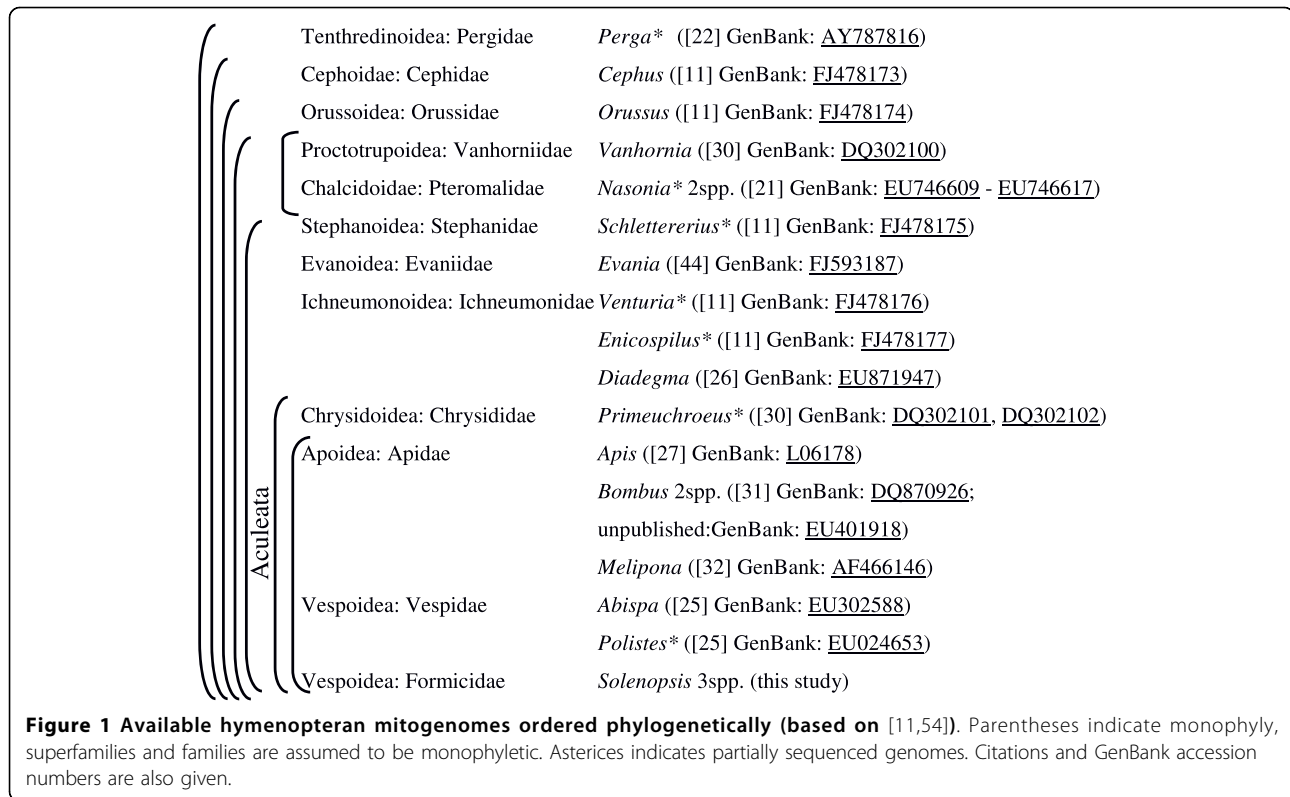 Tenthredinoidea: Pergidae Perga* ([22] GenBank: AY787816)
Cephoidae: Cephidae Cephus ([11] GenBank: FJ478173)
Orussoidea: Orussidae Orussus ([11] GenBank: FJ478174)
Proctotrupoidea: Vanhorniidae Vanhornia ([30] GenBank: DQ302100)
Chalcidoidae: Pteromalidae Nasonia* 2spp. ([21] GenBank: EU746609 - EU746617)
Stephanoidea: Stephanidae Schlettererius* ([11] GenBank: FJ478175)
Evanoidea: Evaniidae Evania ([44] GenBank: FJ593187)
Ichneumonoidea: Ichneumonidae Venturia* ([11] GenBank: FJ478176)
Enicospilus* ([11] GenBank: FJ478177)
Diadegma ([26] GenBank: EU871947)
Chrysidoidea: Chrysididae Primeuchroeus* ([30] GenBank: DQ302101, DQ302102)
Apoidea: Apidae Apis ([27] GenBank: L06178)
Bombus 2spp. ([31] GenBank: DQ870926;
unpublished:GenBank: EU401918)
Melipona ([32] GenBank: AF466146)
Vespoidea: Vespidae Abispa ([25] GenBank: EU302588)
Polistes* ([25] GenBank: EU024653)
Vespoidea: Formicidae Solenopsis 3spp. (this study)
Aculeata
Figure 1 Available hymenopteran mitogenomes ordered phylogenetically (based on [11,54]). Parentheses indicate monophyly,
superfamilies and families are assumed to be monophyletic. Asterices indicates partially sequenced genomes. Citations and GenBank accession
numbers are also given.